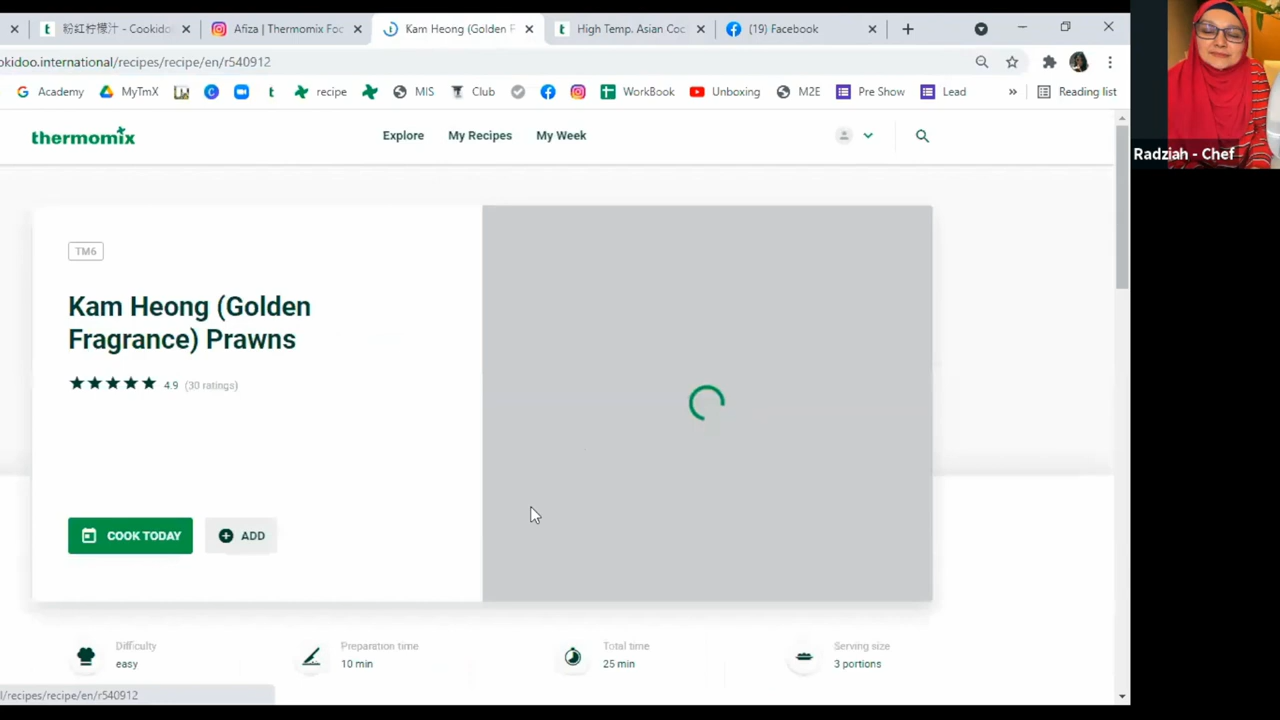 粉紅柠檬汁 - Cookido
Afiza | Thermomix Foc
Kam Heong (Golden F
High Temp. Asian Coc
(19) Facebook
okidoo.international/recipes/recipe/en/r540912
Academy
MyTmX
recipe
MIS
Club
WorkBook
Unboxing
M2E
Pre Show
Lead
»
Reading list
thermomix
Explore
My Recipes
My Week
Radziah - Chef
TM6
Kam Heong (Golden
Fragrance) Prawns
4.9 (30 ratings)
COOK TODAY
ADD
Difficulty
easy
Preparation time
10 min
Total time
25 min
Serving size
3 portions
l/recipes/recipe/en/r540912